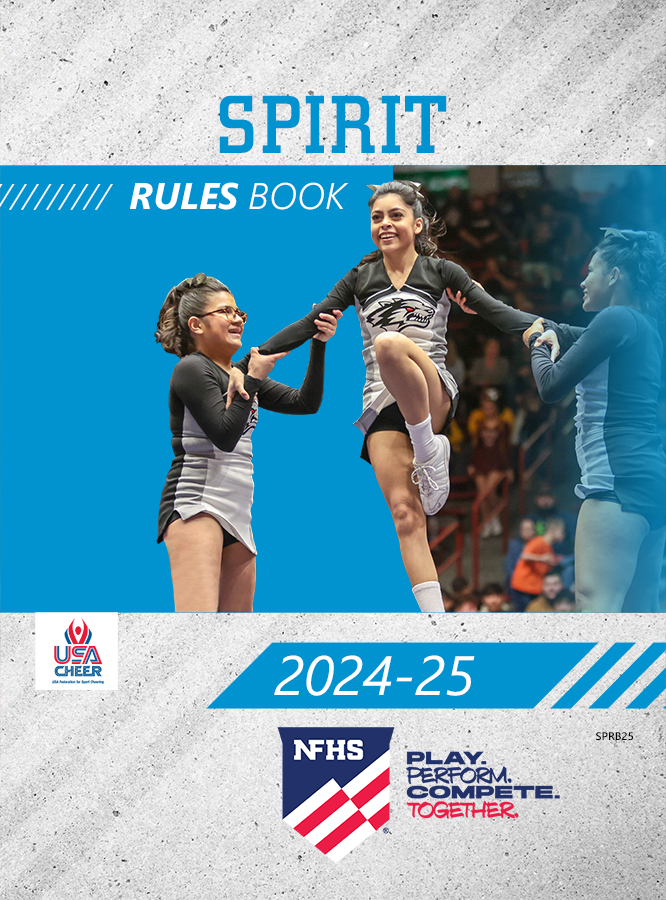 SPIRIT
RULES BOOK
USA
CHEER
USA Federation for Sport Cheering
2024-25
SPRB25
NFHS
PLAY.
PERFORM.
COMPETE.
TOGETHER.